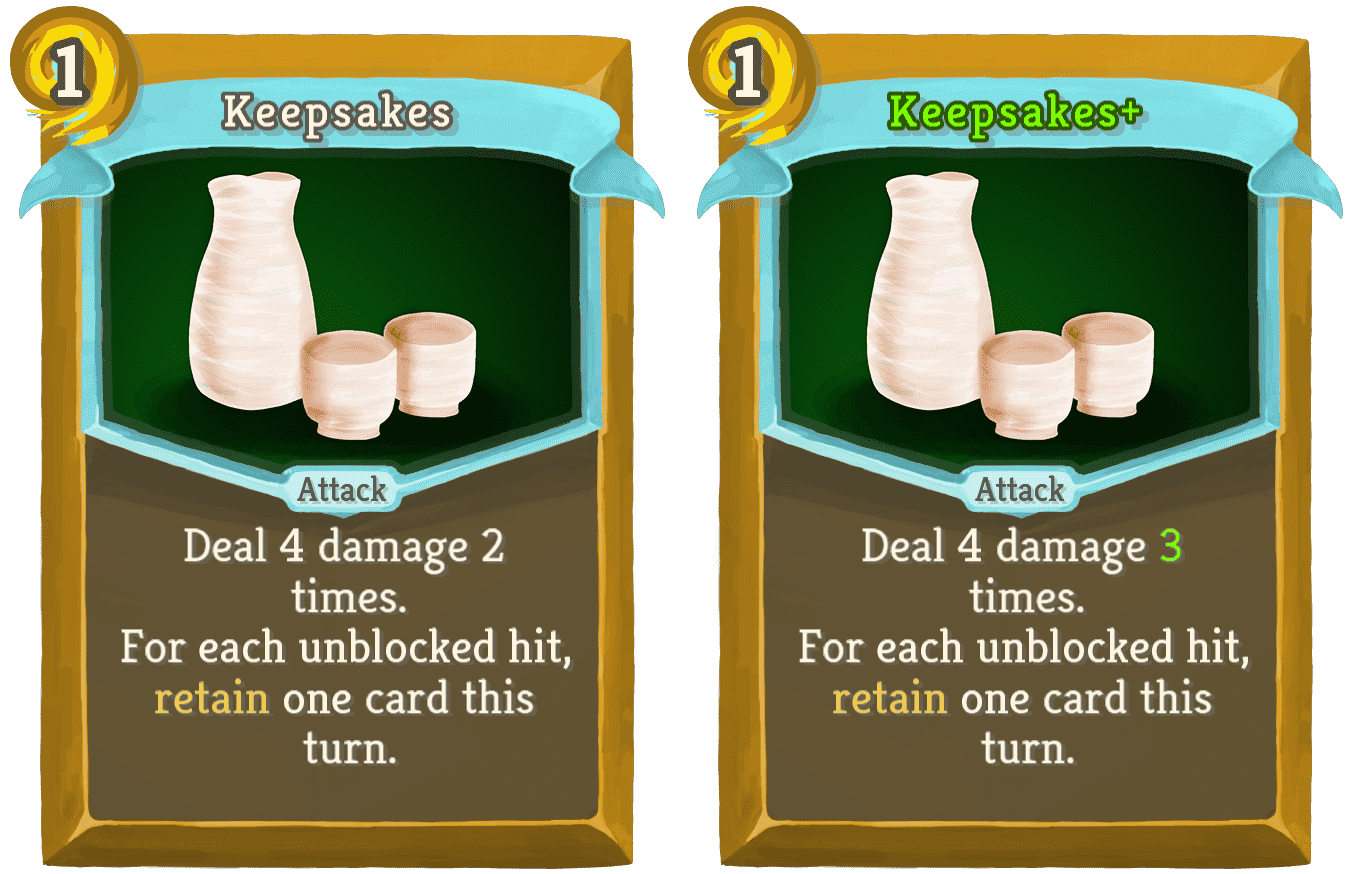 1
Keepsakes
Attack
Deal 4 damage 2
times.
For each unblocked hit,
retain one card this
turn.
1
Keepsakes+
Attack
Deal 4 damage 3
times.
For each unblocked hit,
retain one card this
turn.